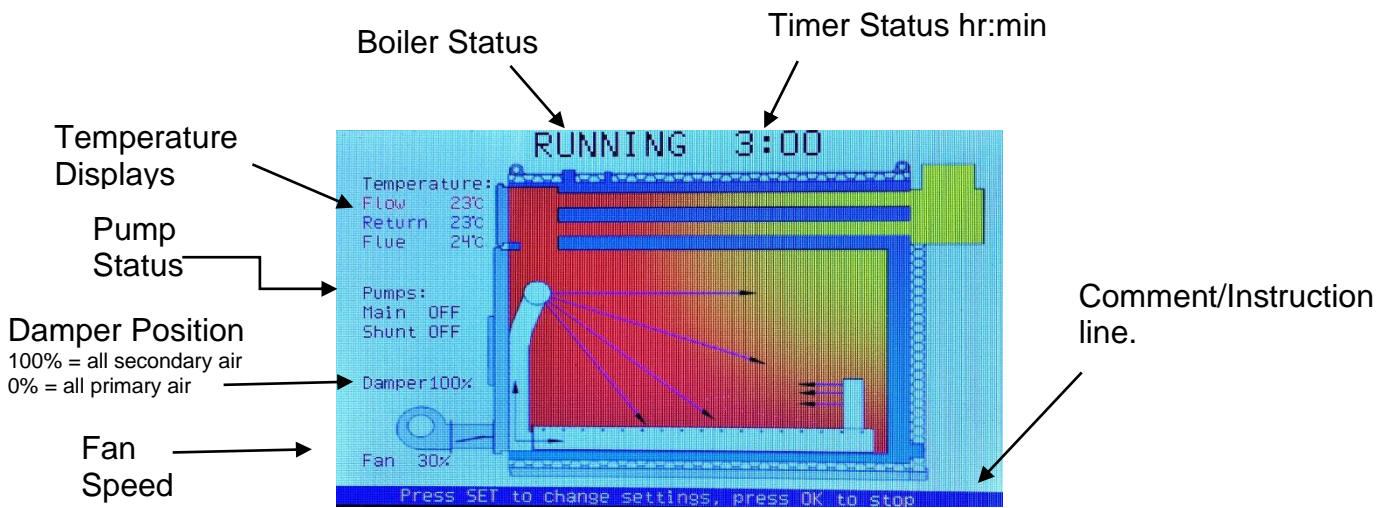 Boiler Status
Timer Status hr:min
Temperature
Displays
Pump
Status
Damper Position
100% = all secondary air
0% = all primary air
Fan
Speed
RUNNING 3:00
Temperature:
Flow 23℃
Return 23℃
Flue 24℃
Pumps:
Main OFF
Shunt OFF
Damper100%
Fan 30%
Press SET to change settings, press OK to stop
Comment/Instruction
line.